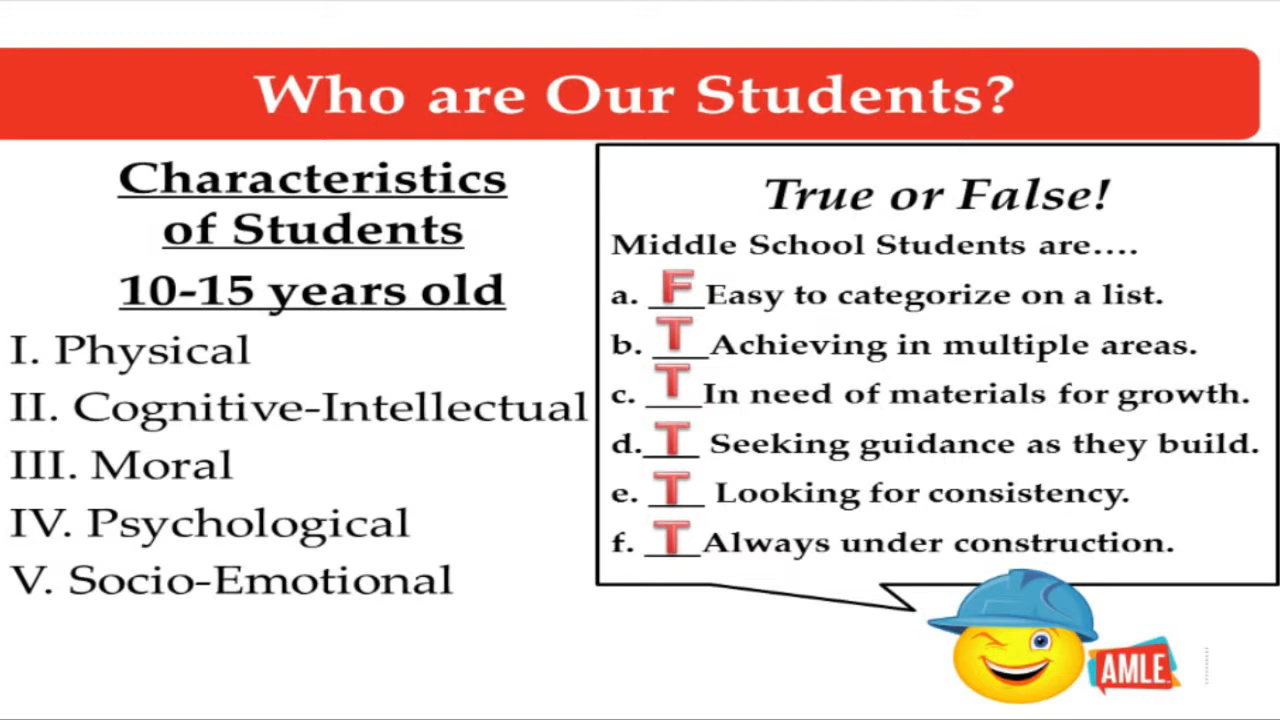 Who are Our Students?
Characteristics
of Students
10-15 years old
I. Physical
II. Cognitive-Intellectual
III. Moral
IV. Psychological
V. Socio-Emotional
True or False!
Middle School Students are....
a. F Easy to categorize on a list.
b. T Achieving in multiple areas.
c. T In need of materials for growth.
d. T Seeking guidance as they build.
e. T Looking for consistency.
f. T Always under construction.
AMLE